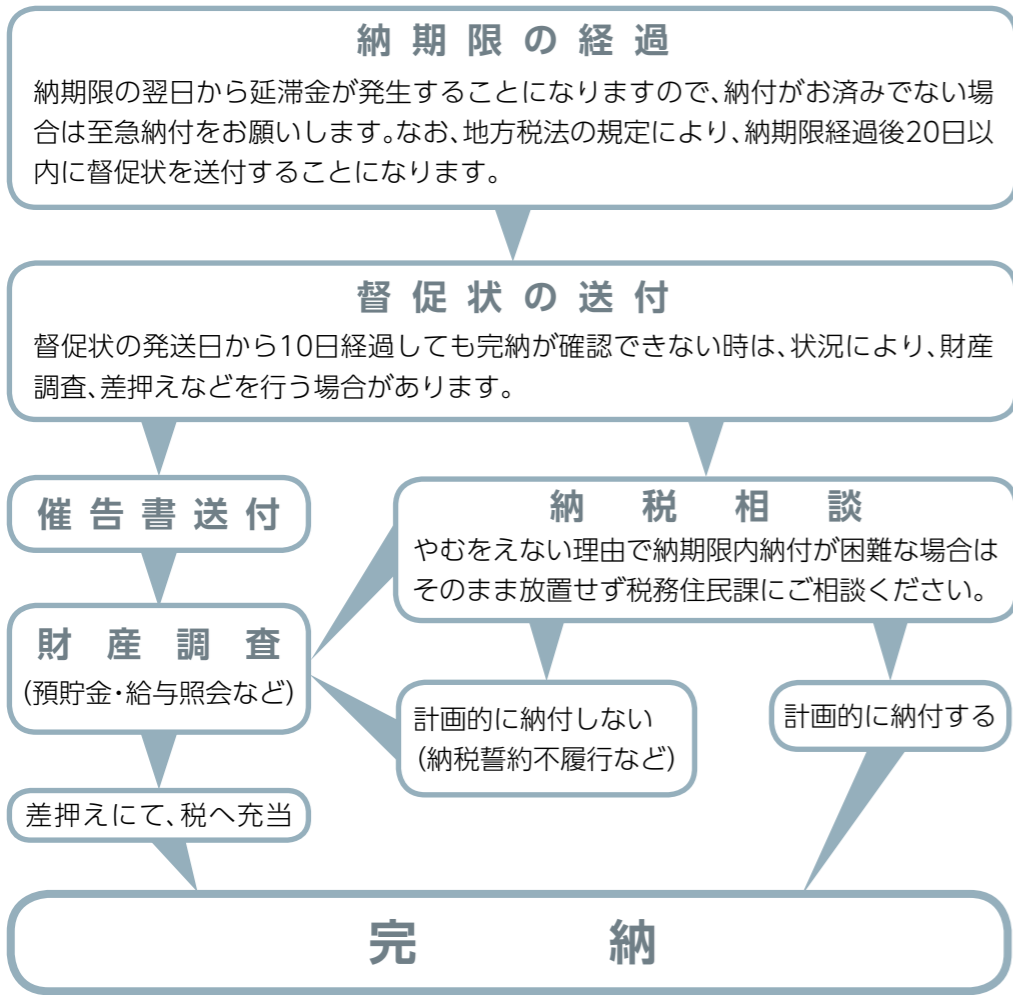 納期限の経過
納期限の翌日から延滞金が発生することになりますので、納付がお済みでない場
合は至急納付をお願いします。なお、地方税法の規定により、納期限経過後20日以
内に督促状を送付することになります。
督促状の送付
督促状の発送日から10日経過しても完納が確認できない時は、状況により、財産
調査、差押えなどを行う場合があります。
催告書送付
納税相談
やむをえない理由で納期限内納付が困難な場合は
そのまま放置せず税務住民課にご相談ください。
財産調査
(預貯金・給与照会など)
計画的に納付しない
(納税誓約不履行など)
計画的に納付する
差押えにて、税へ充当
完納